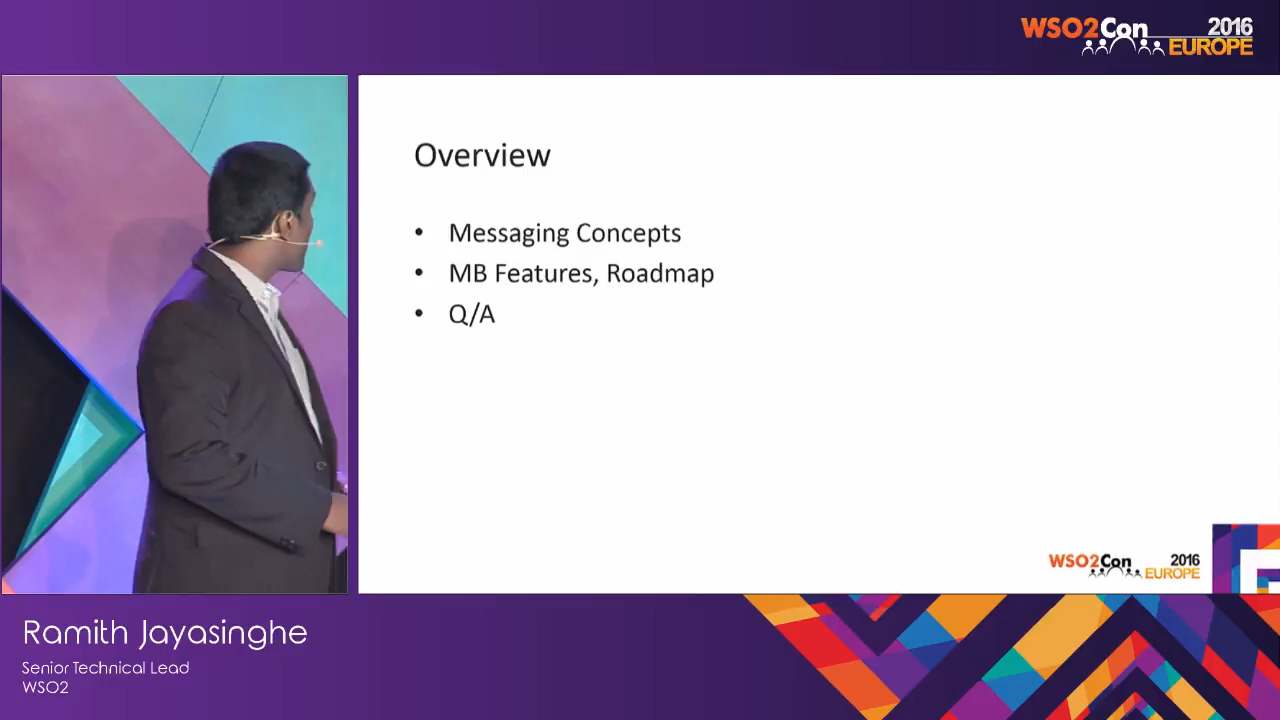 WSO2Con 2016
EUROPE
Overview
• Messaging Concepts
• MB Features, Roadmap
• Q/A
WSO2Con 2016
EUROPE
Ramith Jayasinghe
Senior Technical Lead
WSO2